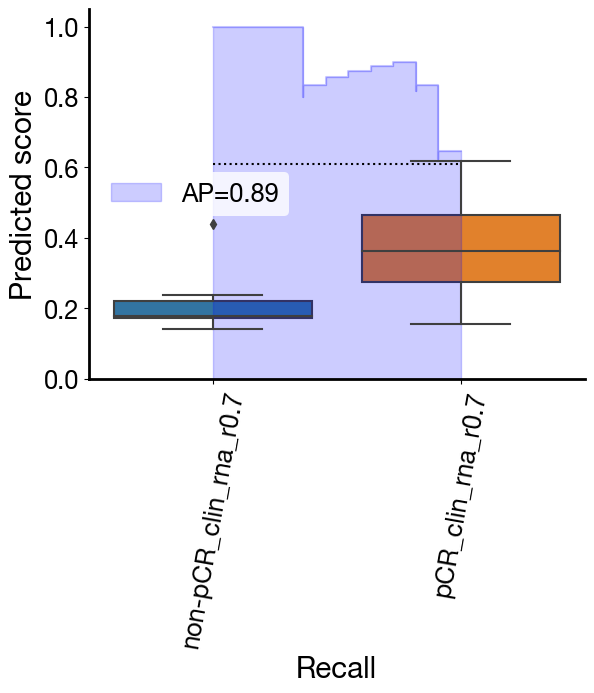 Predicted score
1.0
0.8
0.6
0.4
0.2
0.0
AP=0.89
non-pCR_clin_rna_r0.7
pCR_clin_rna_r0.7
Recall